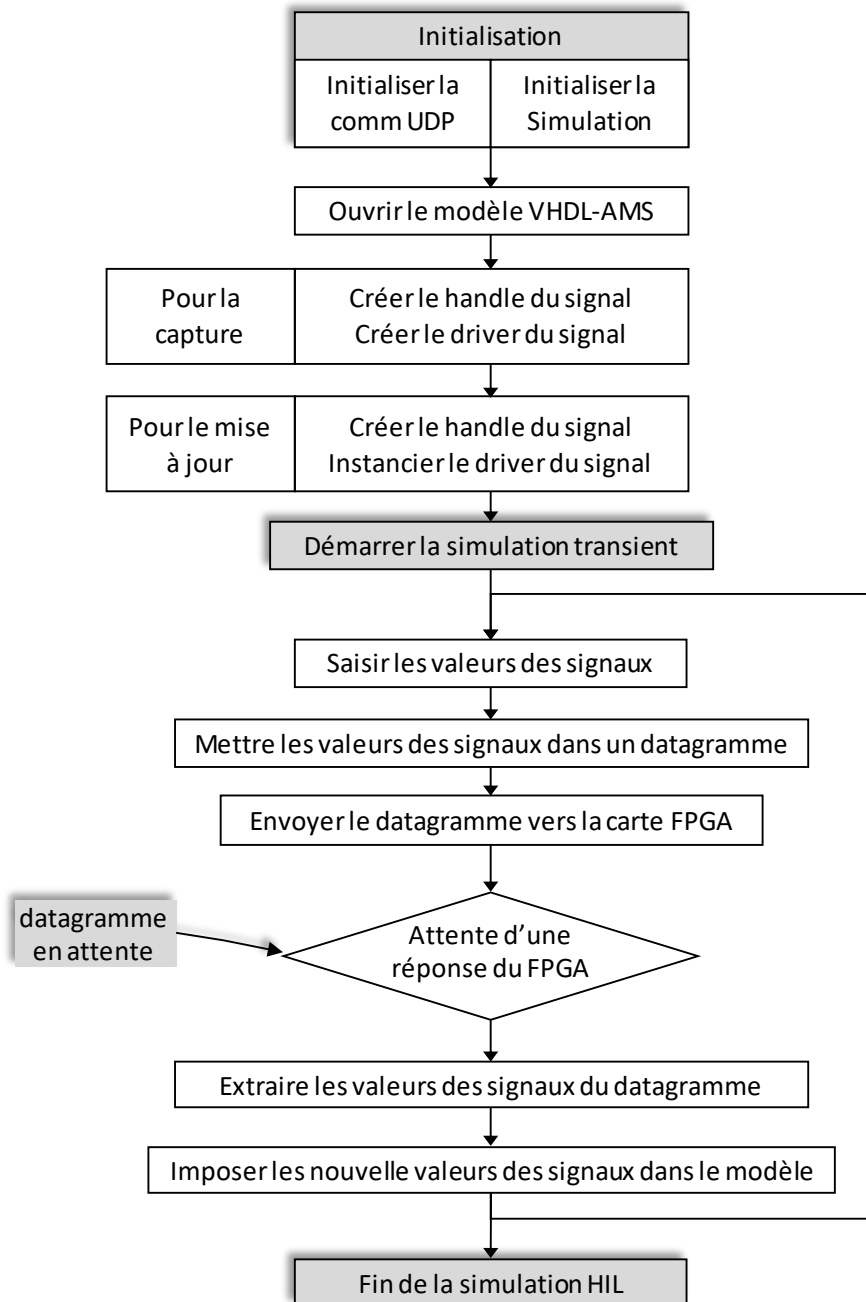 Initialisation
Initialiser la
comm UDP
Initialiser la
Simulation
Ouvrir le modèle VHDL-AMS
Pour la
capture
Créer le handle du signal
Créer le driver du signal
Pour le mise
à jour
Créer le handle du signal
Instancier le driver du signal
Démarrer la simulation transient
Saisir les valeurs des signaux
Mettre les valeurs des signaux dans un datagramme
Envoyer le datagramme vers la carte FPGA
datagramme
en attente
Attente d’une
réponse du FPGA
Extraire les valeurs des signaux du datagramme
Imposer les nouvelle valeurs des signaux dans le modèle
Fin de la simulation HIL